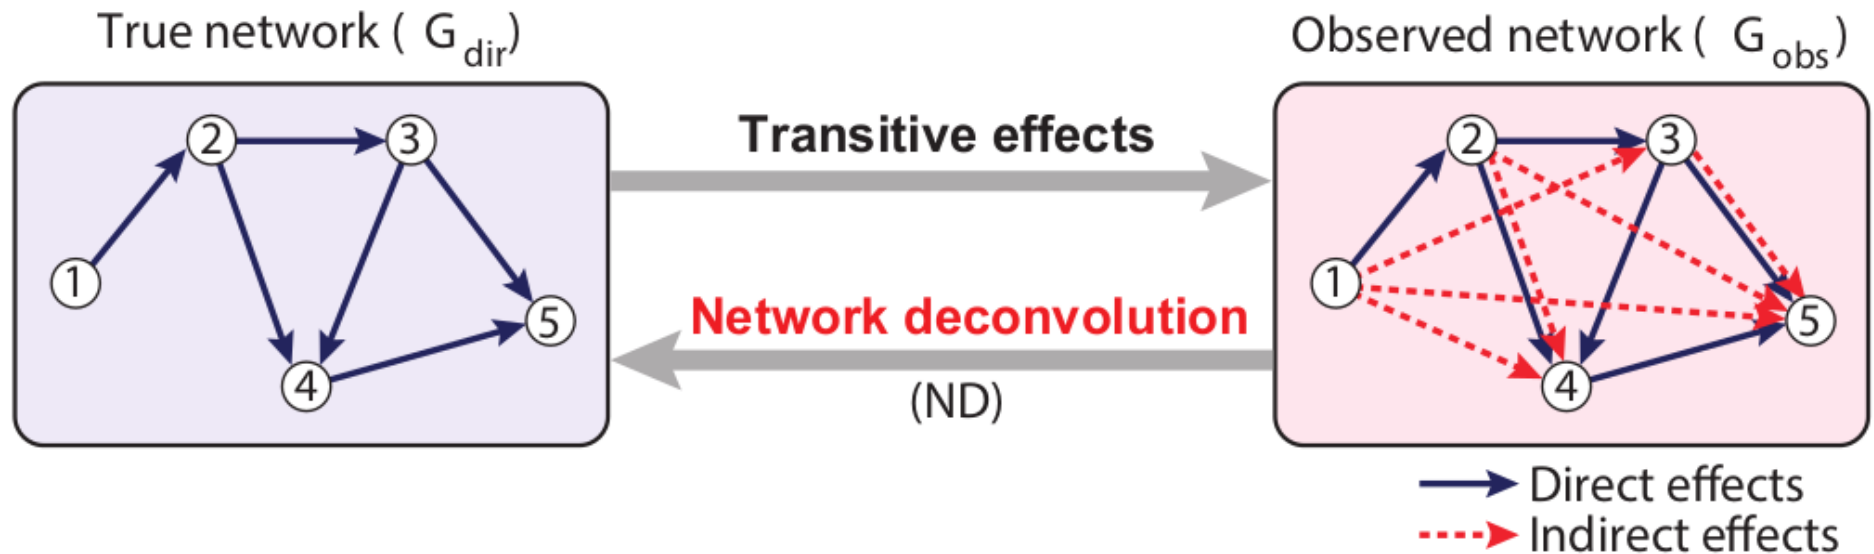 True network ( G dir)
Observed network ( G obs)
2
3
1
4
5
Transitive effects
Network deconvolution
(ND)
2
3
1
4
5
Direct effects
Indirect effects